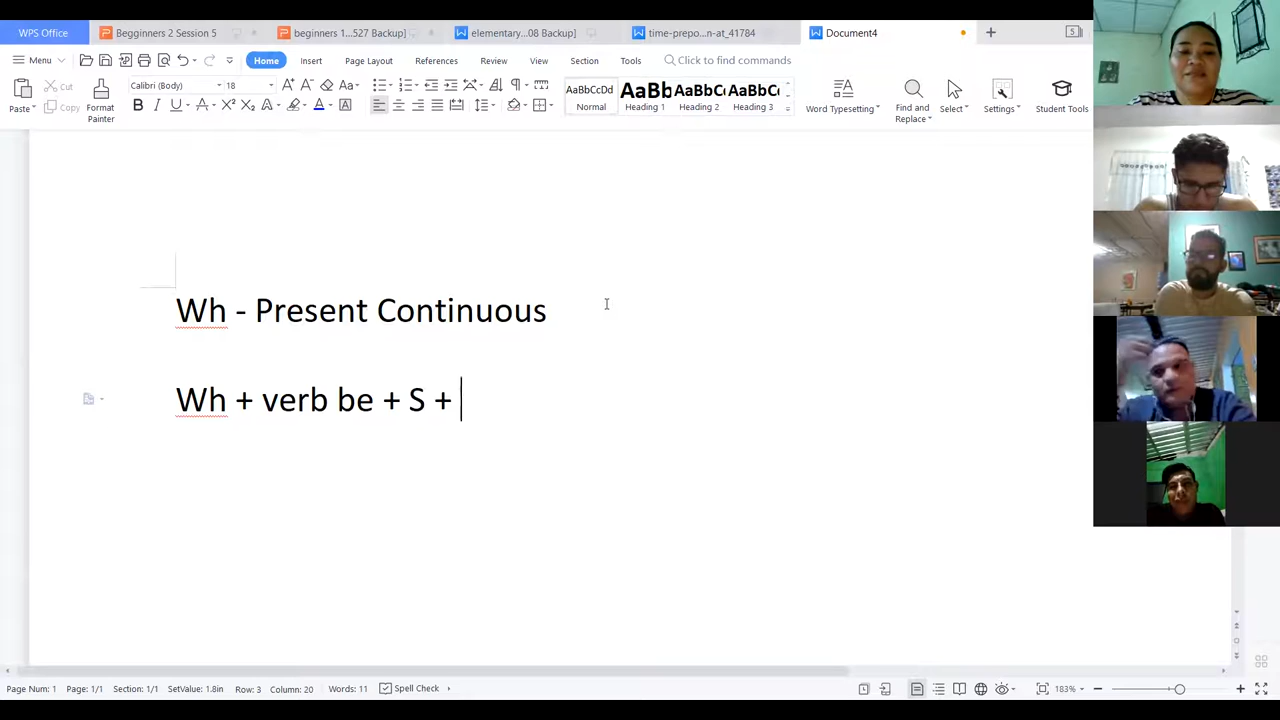 WPS Office
Begginers 2 Session 5
beginners 1...527 Backup]
elementary...08 Backup]
time-prepo...n-at_41784
Document4
Menu
Home
Insert
Page Layout
References
Review
View
Section
Tools
Click to find commands
Paste
Cut
Copy
Format Painter
Calibri (Body)
18
AaBbCcDd
Normal
AaBb
Heading 1
AaBbC
Heading 2
AaBbC
Heading 3
Word Typesetting
Find and Replace
Select
Settings
Student Tools
Wh - Present Continuous
Wh + verb be + S +
Page Num: 1 Page: 1/1 Section: 1/1 SetValue: 1.8in Row: 3 Column: 20 Words: 11 Spell Check
183%